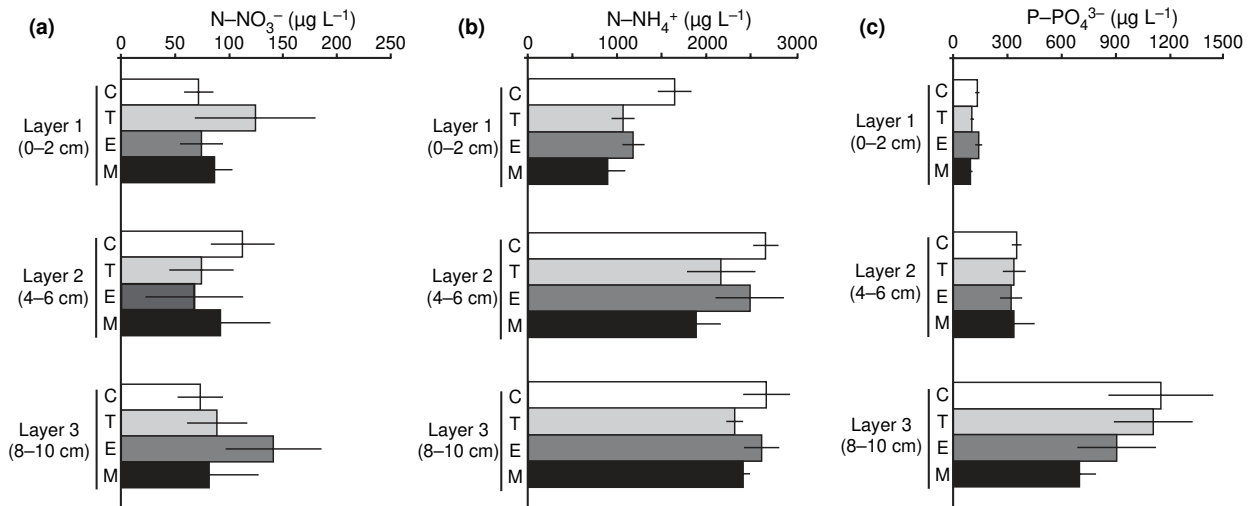 (a)
N–NO₃⁻ (µg L⁻¹)
0 50 100 150 200 250
Layer 1
(0–2 cm)
C
T
E
M
Layer 2
(4–6 cm)
C
T
E
M
Layer 3
(8–10 cm)
C
T
E
M
(b)
N–NH₄⁺ (µg L⁻¹)
0 1000 2000 3000
Layer 1
(0–2 cm)
C
T
E
M
Layer 2
(4–6 cm)
C
T
E
M
Layer 3
(8–10 cm)
C
T
E
M
(c)
P–PO₄³⁻ (µg L⁻¹)
0 300 600 900 1200 1500
Layer 1
(0–2 cm)
C
T
E
M
Layer 2
(4–6 cm)
C
T
E
M
Layer 3
(8–10 cm)
C
T
E
M